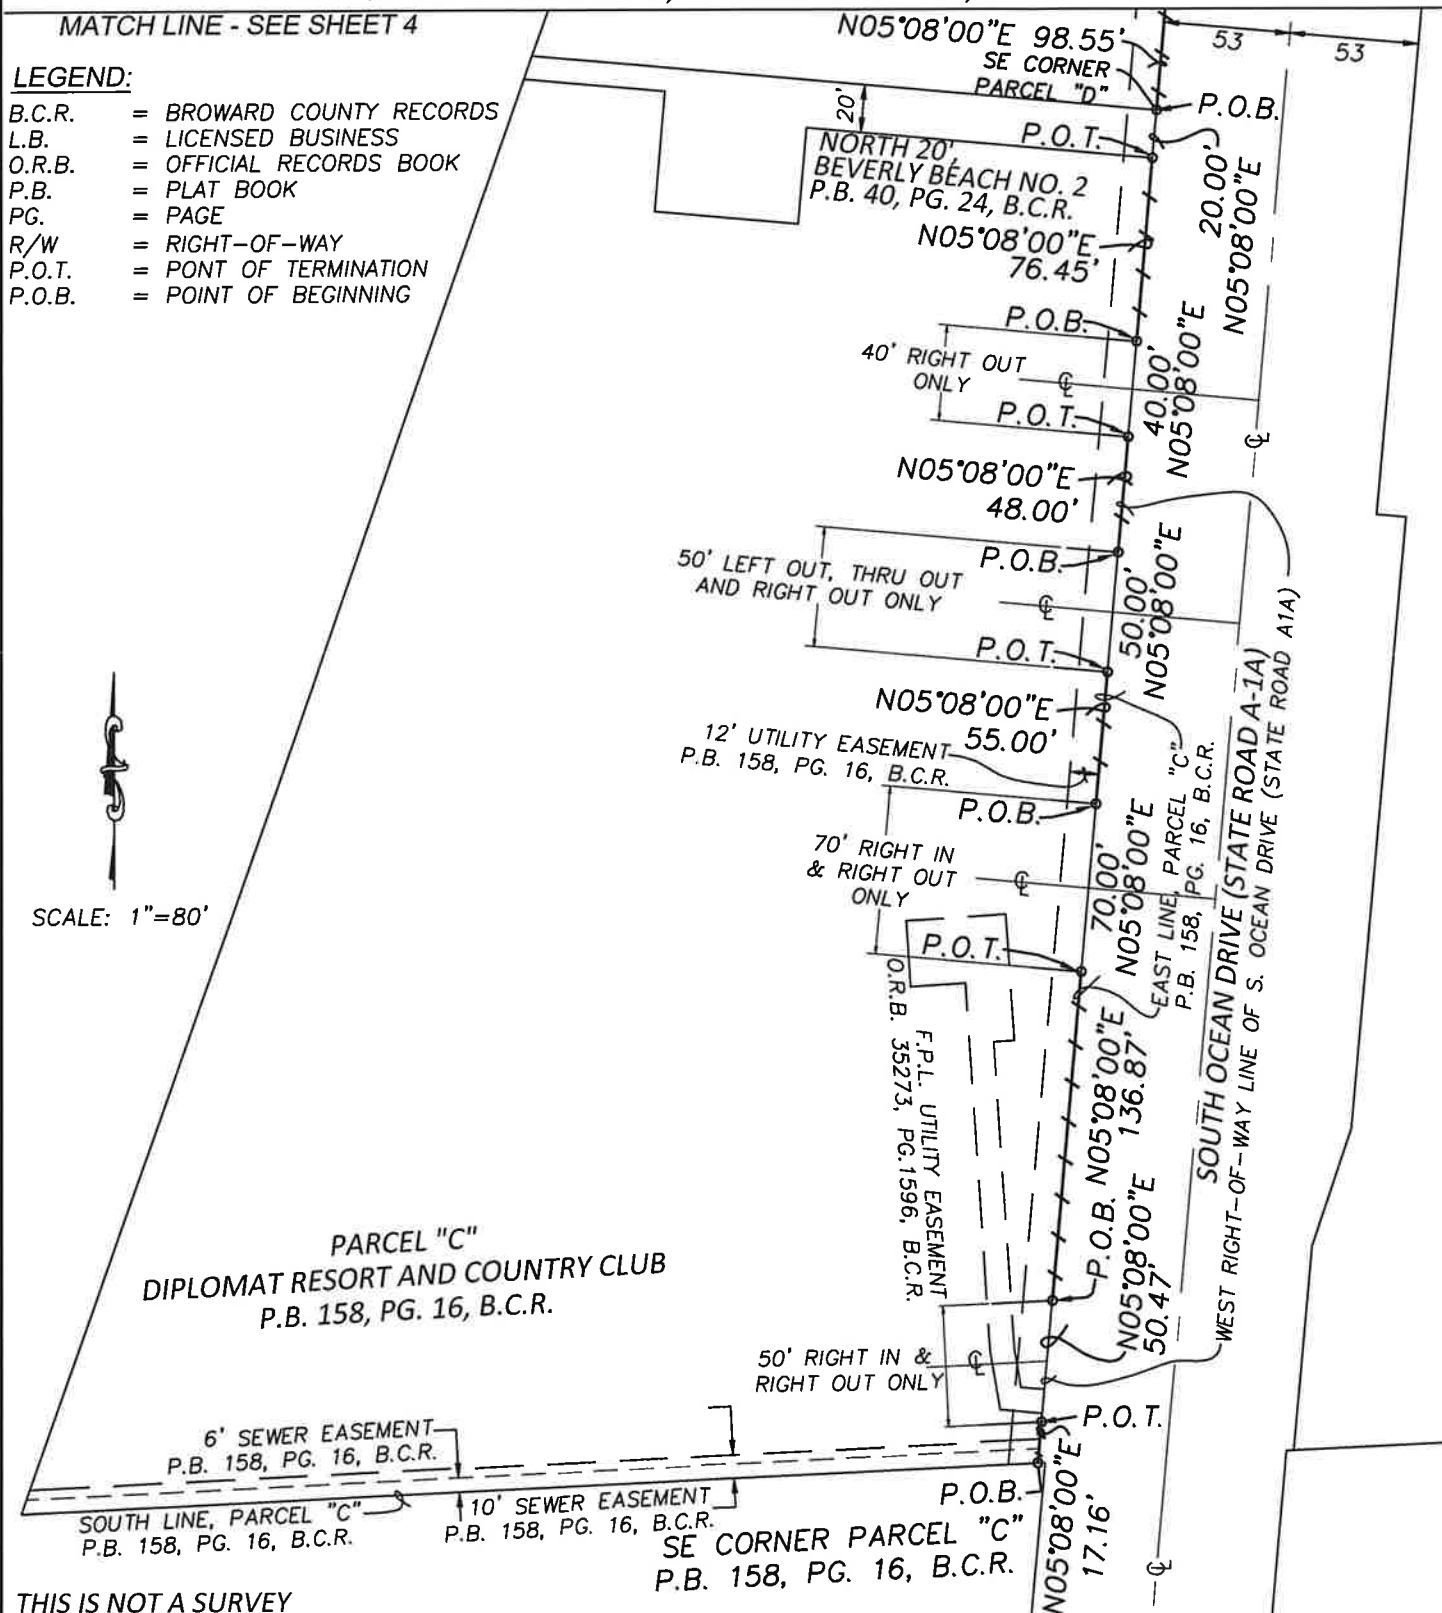 MATCH LINE - SEE SHEET 4
LEGEND:
B.C.R. = BROWARD COUNTY RECORDS
L.B. = LICENSED BUSINESS
O.R.B. = OFFICIAL RECORDS BOOK
P.B. = PLAT BOOK
PG. = PAGE
R/W = RIGHT-OF-WAY
P.O.T. = PONT OF TERMINATION
P.O.B. = POINT OF BEGINNING
N05°08'00"E 98.55'
53
53
SE CORNER
PARCEL "D"
P.O.B.
20'
P.O.T.
NORTH 20',
BEVERLY BEACH NO. 2
P.B. 40, PG. 24, B.C.R.
20.00'
N05°08'00"E
N05°08'00"E
76.45'
P.O.B.
40' RIGHT OUT
ONLY
℄
40.00'
N05°08'00"E
P.O.T.
℄
N05°08'00"E
48.00'
P.O.B.
50' LEFT OUT, THRU OUT
AND RIGHT OUT ONLY
℄
50.00'
N05°08'00"E
P.O.T.
N05°08'00"E
55.00'
12' UTILITY EASEMENT
P.B. 158, PG. 16, B.C.R.
P.O.B.
70' RIGHT IN
& RIGHT OUT
ONLY
℄
70.00'
N05°08'00"E
EAST LINE, PARCEL "C"
P.B. 158, PG. 16, B.C.R.
SOUTH OCEAN DRIVE (STATE ROAD A-1A)
WEST RIGHT-OF-WAY LINE OF S. OCEAN DRIVE (STATE ROAD A1A)
P.O.T.
SCALE: 1"=80'
F.P.L. UTILITY EASEMENT
O.R.B. 35273, PG.1596, B.C.R.
N05°08'00"E
136.87'
P.O.B.
N05°08'00"E
50.47'
PARCEL "C"
DIPLOMAT RESORT AND COUNTRY CLUB
P.B. 158, PG. 16, B.C.R.
50' RIGHT IN &
RIGHT OUT ONLY
℄
P.O.T.
6' SEWER EASEMENT
P.B. 158, PG. 16, B.C.R.
P.O.B.
SOUTH LINE, PARCEL "C"
P.B. 158, PG. 16, B.C.R.
10' SEWER EASEMENT
P.B. 158, PG. 16, B.C.R.
SE CORNER PARCEL "C"
P.B. 158, PG. 16, B.C.R.
N05°08'00"E
17.16'
℄
THIS IS NOT A SURVEY